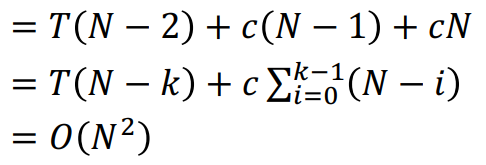 = T(N − 2) + c(N − 1) + cN
= T(N − k) + c ∑_{i=0}^{k−1}(N − i)
= O(N²)